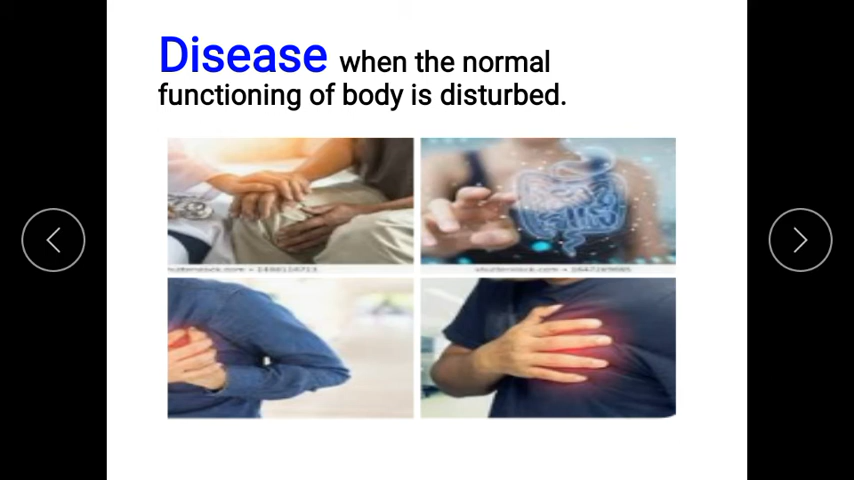 Disease when the normal
functioning of body is disturbed.